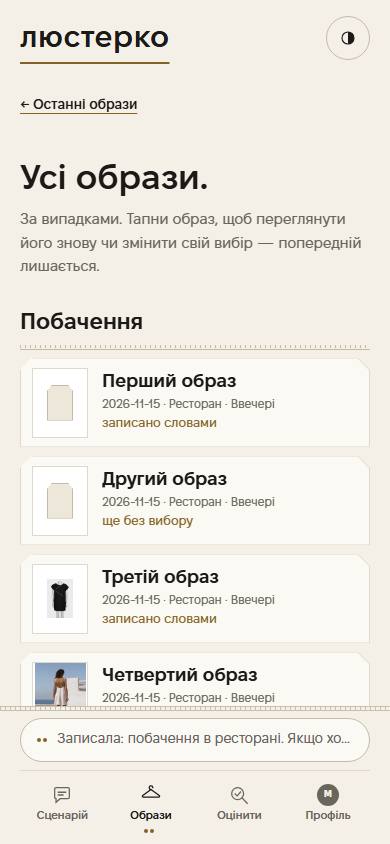 люстерко
← Останні образи
Усі образи.
За випадками. Тапни образ, щоб переглянути
його знову чи змінити свій вибір — попередній
лишається.
Побачення
Перший образ
2026-11-15 · Ресторан · Ввечері
записано словами
Другий образ
2026-11-15 · Ресторан · Ввечері
ще без вибору
Третій образ
2026-11-15 · Ресторан · Ввечері
записано словами
Четвертий образ
2026-11-15 · Ресторан · Ввечері
Записала: побачення в ресторані. Якщо хо...
Сценарій
Образи
Оцінити
М
Профіль